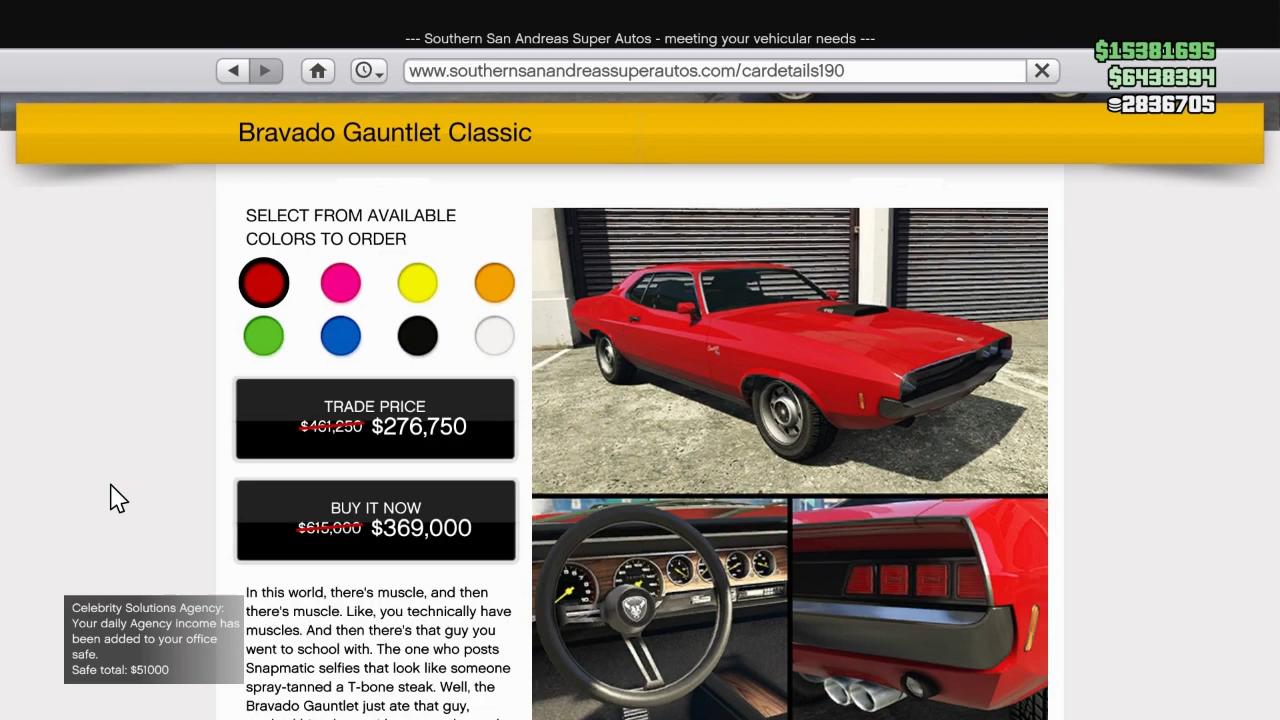 --- Southern San Andreas Super Autos - meeting your vehicular needs ---
$15381695
www.southernsanandreassuperautos.com/cardetails190
$6438394
2836705
Bravado Gauntlet Classic
SELECT FROM AVAILABLE
COLORS TO ORDER
TRADE PRICE
$461,250 $276,750
BUY IT NOW
$615,000 $369,000
In this world, there's muscle, and then
there's muscle. Like, you technically have
muscles. And then there's that guy you
went to school with. The one who posts
Snapmatic selfies that look like someone
spray-tanned a T-bone steak. Well, the
Bravado Gauntlet just ate that guy,
Celebrity Solutions Agency:
Your daily Agency income has
been added to your office
safe.
Safe total: $51000